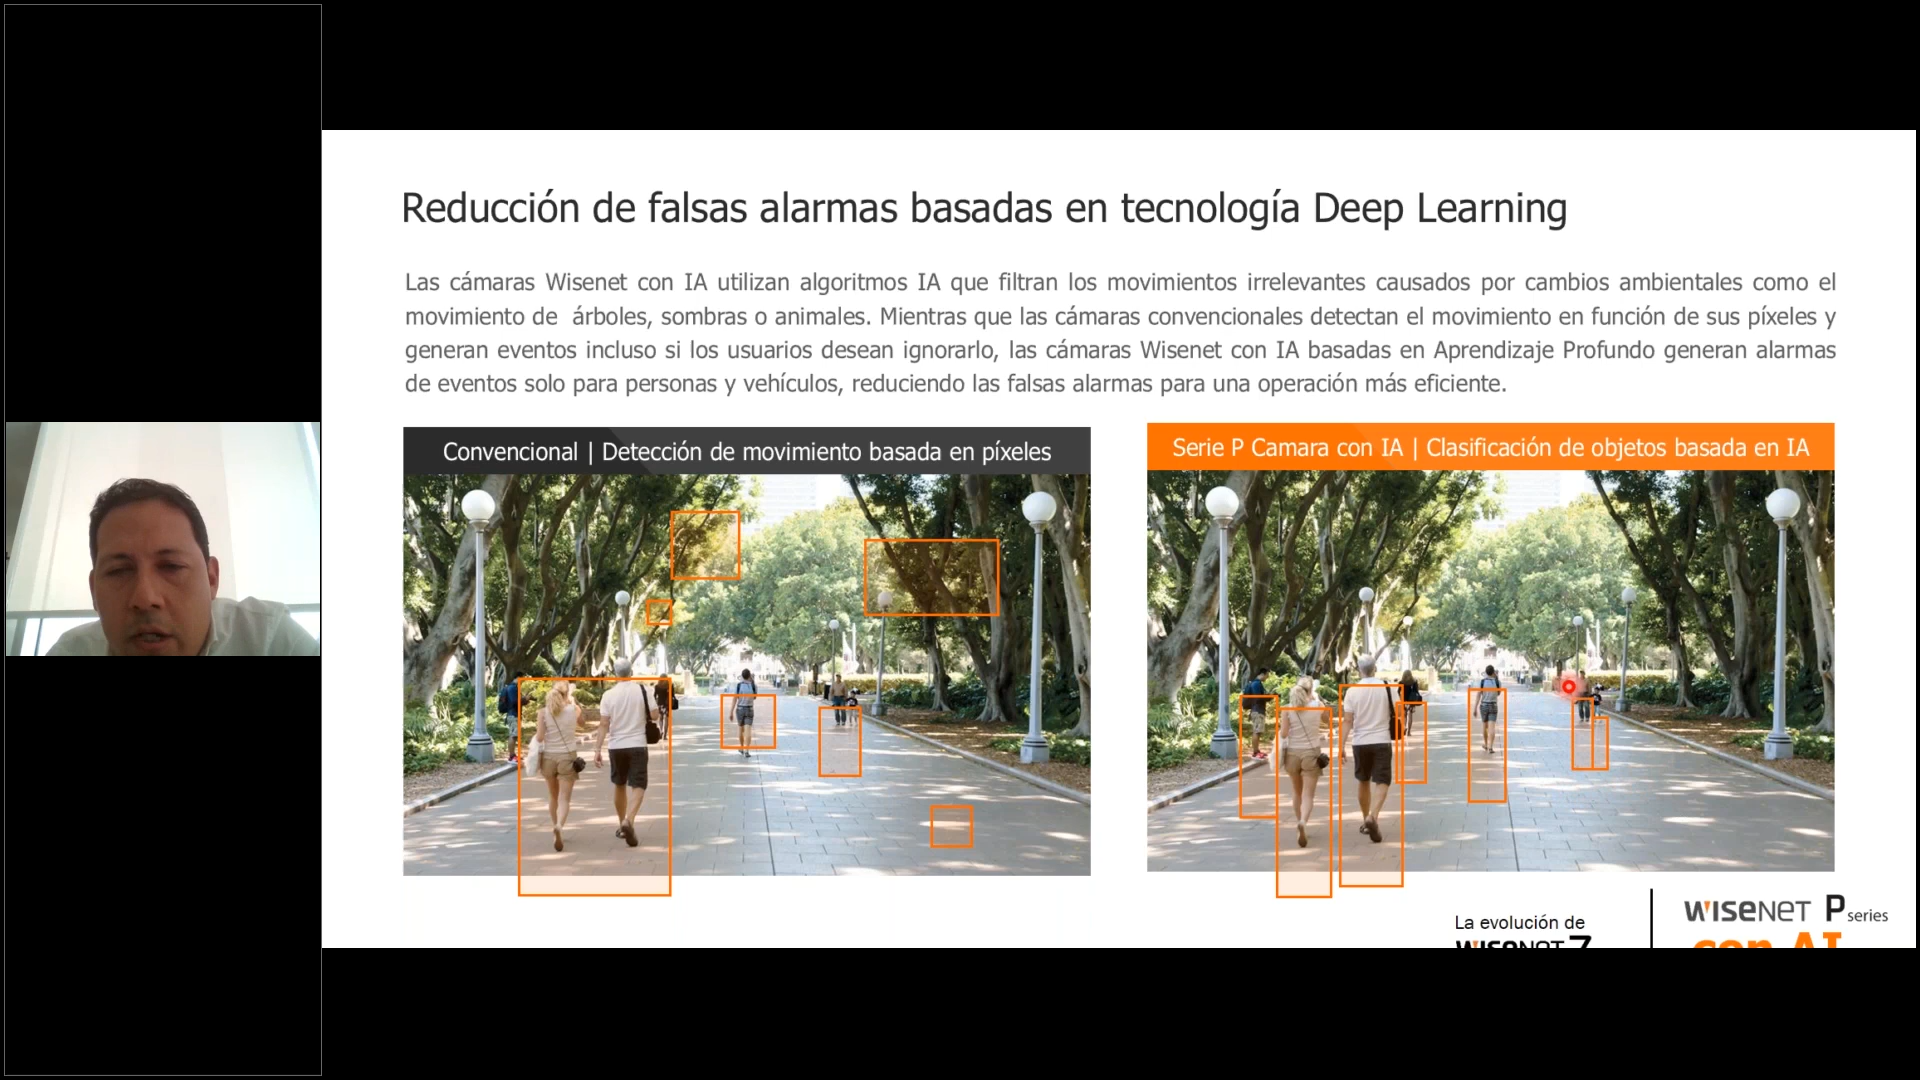 Reducción de falsas alarmas basadas en tecnología Deep Learning
Las cámaras Wisenet con IA utilizan algoritmos IA que filtran los movimientos irrelevantes causados por cambios ambientales como el
movimiento de árboles, sombras o animales. Mientras que las cámaras convencionales detectan el movimiento en función de sus píxeles y
generan eventos incluso si los usuarios desean ignorarlo, las cámaras Wisenet con IA basadas en Aprendizaje Profundo generan alarmas
de eventos solo para personas y vehículos, reduciendo las falsas alarmas para una operación más eficiente.
Convencional | Detección de movimiento basada en píxeles
Serie P Camara con IA | Clasificación de objetos basada en IA
La evolución de
WISENET 7
WISENET P series
con AI